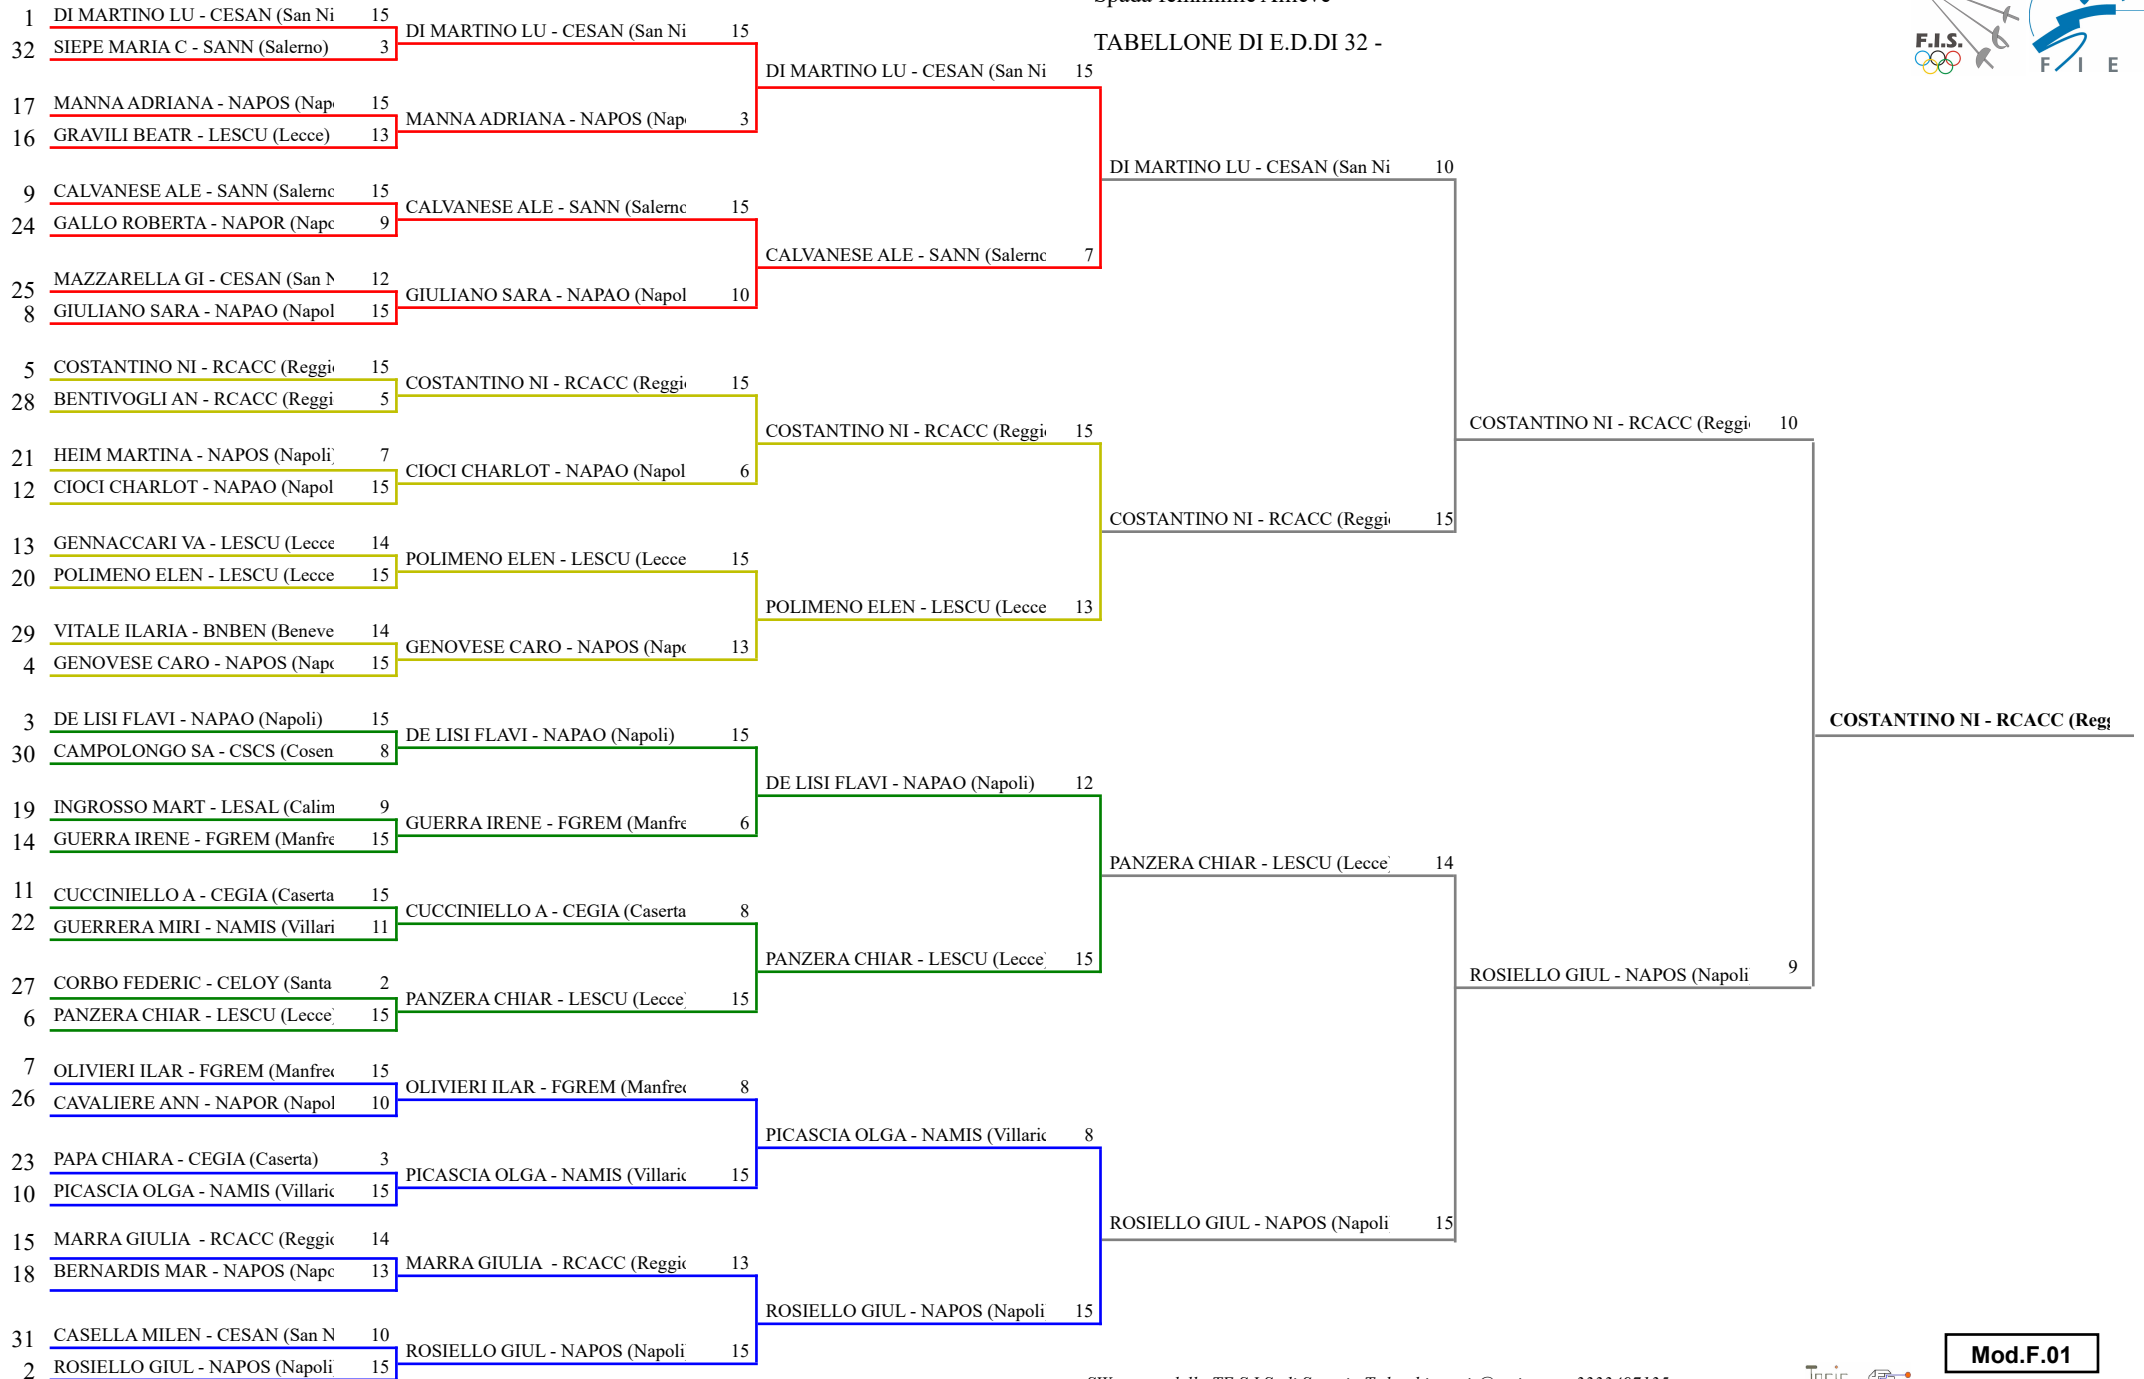 Spada femminile Allieve
TABELLONE DI E.D.DI 32 -
F.I.S.
F I E
1 DI MARTINO LU - CESAN (San Ni 15
32 SIEPE MARIA C - SANN (Salerno) 3
17 MANNA ADRIANA - NAPOS (Nap 15
16 GRAVILI BEATR - LESCU (Lecce) 13
9 CALVANESE ALE - SANN (Salerno 15
24 GALLO ROBERTA - NAPOR (Napo 9
25 MAZZARELLA GI - CESAN (San N 12
8 GIULIANO SARA - NAPAO (Napol 15
5 COSTANTINO NI - RCACC (Reggi 15
28 BENTIVOGLI AN - RCACC (Reggi 5
21 HEIM MARTINA - NAPOS (Napoli) 7
12 CIOCI CHARLOT - NAPAO (Napol 15
13 GENNACCARI VA - LESCU (Lecce 14
20 POLIMENO ELEN - LESCU (Lecce 15
29 VITALE ILARIA - BNBEN (Beneve 14
4 GENOVESE CARO - NAPOS (Napo 15
3 DE LISI FLAVI - NAPAO (Napoli) 15
30 CAMPOLONGO SA - CSCS (Cosen 8
19 INGROSSO MART - LESAL (Calim 9
14 GUERRA IRENE - FGREM (Manfre 15
11 CUCCINIELLO A - CEGIA (Caserta 15
22 GUERRERA MIRI - NAMIS (Villari 11
27 CORBO FEDERIC - CELOY (Santa 2
6 PANZERA CHIAR - LESCU (Lecce) 15
7 OLIVIERI ILAR - FGREM (Manfred 15
26 CAVALIERE ANN - NAPOR (Napol 10
23 PAPA CHIARA - CEGIA (Caserta) 3
10 PICASCIA OLGA - NAMIS (Villaric 15
15 MARRA GIULIA - RCACC (Reggio 14
18 BERNARDIS MAR - NAPOS (Napo 13
31 CASELLA MILEN - CESAN (San N 10
2 ROSIELLO GIUL - NAPOS (Napoli 15
DI MARTINO LU - CESAN (San Ni 15
MANNA ADRIANA - NAPOS (Nap 3
CALVANESE ALE - SANN (Salerno 15
GIULIANO SARA - NAPAO (Napol 10
COSTANTINO NI - RCACC (Reggi 15
CIOCI CHARLOT - NAPAO (Napol 6
POLIMENO ELEN - LESCU (Lecce 15
GENOVESE CARO - NAPOS (Napo 13
DE LISI FLAVI - NAPAO (Napoli) 15
GUERRA IRENE - FGREM (Manfre 6
CUCCINIELLO A - CEGIA (Caserta 8
PANZERA CHIAR - LESCU (Lecce) 15
OLIVIERI ILAR - FGREM (Manfred 8
PICASCIA OLGA - NAMIS (Villaric 15
MARRA GIULIA - RCACC (Reggio 13
ROSIELLO GIUL - NAPOS (Napoli 15
DI MARTINO LU - CESAN (San Ni 15
CALVANESE ALE - SANN (Salerno 7
COSTANTINO NI - RCACC (Reggi 15
POLIMENO ELEN - LESCU (Lecce 13
DE LISI FLAVI - NAPAO (Napoli) 12
PANZERA CHIAR - LESCU (Lecce) 15
PICASCIA OLGA - NAMIS (Villaric 8
ROSIELLO GIUL - NAPOS (Napoli 15
DI MARTINO LU - CESAN (San Ni 10
COSTANTINO NI - RCACC (Reggi 15
PANZERA CHIAR - LESCU (Lecce) 14
ROSIELLO GIUL - NAPOS (Napoli 15
COSTANTINO NI - RCACC (Reggi 10
ROSIELLO GIUL - NAPOS (Napoli 9
COSTANTINO NI - RCACC (Regg
Mod.F.01